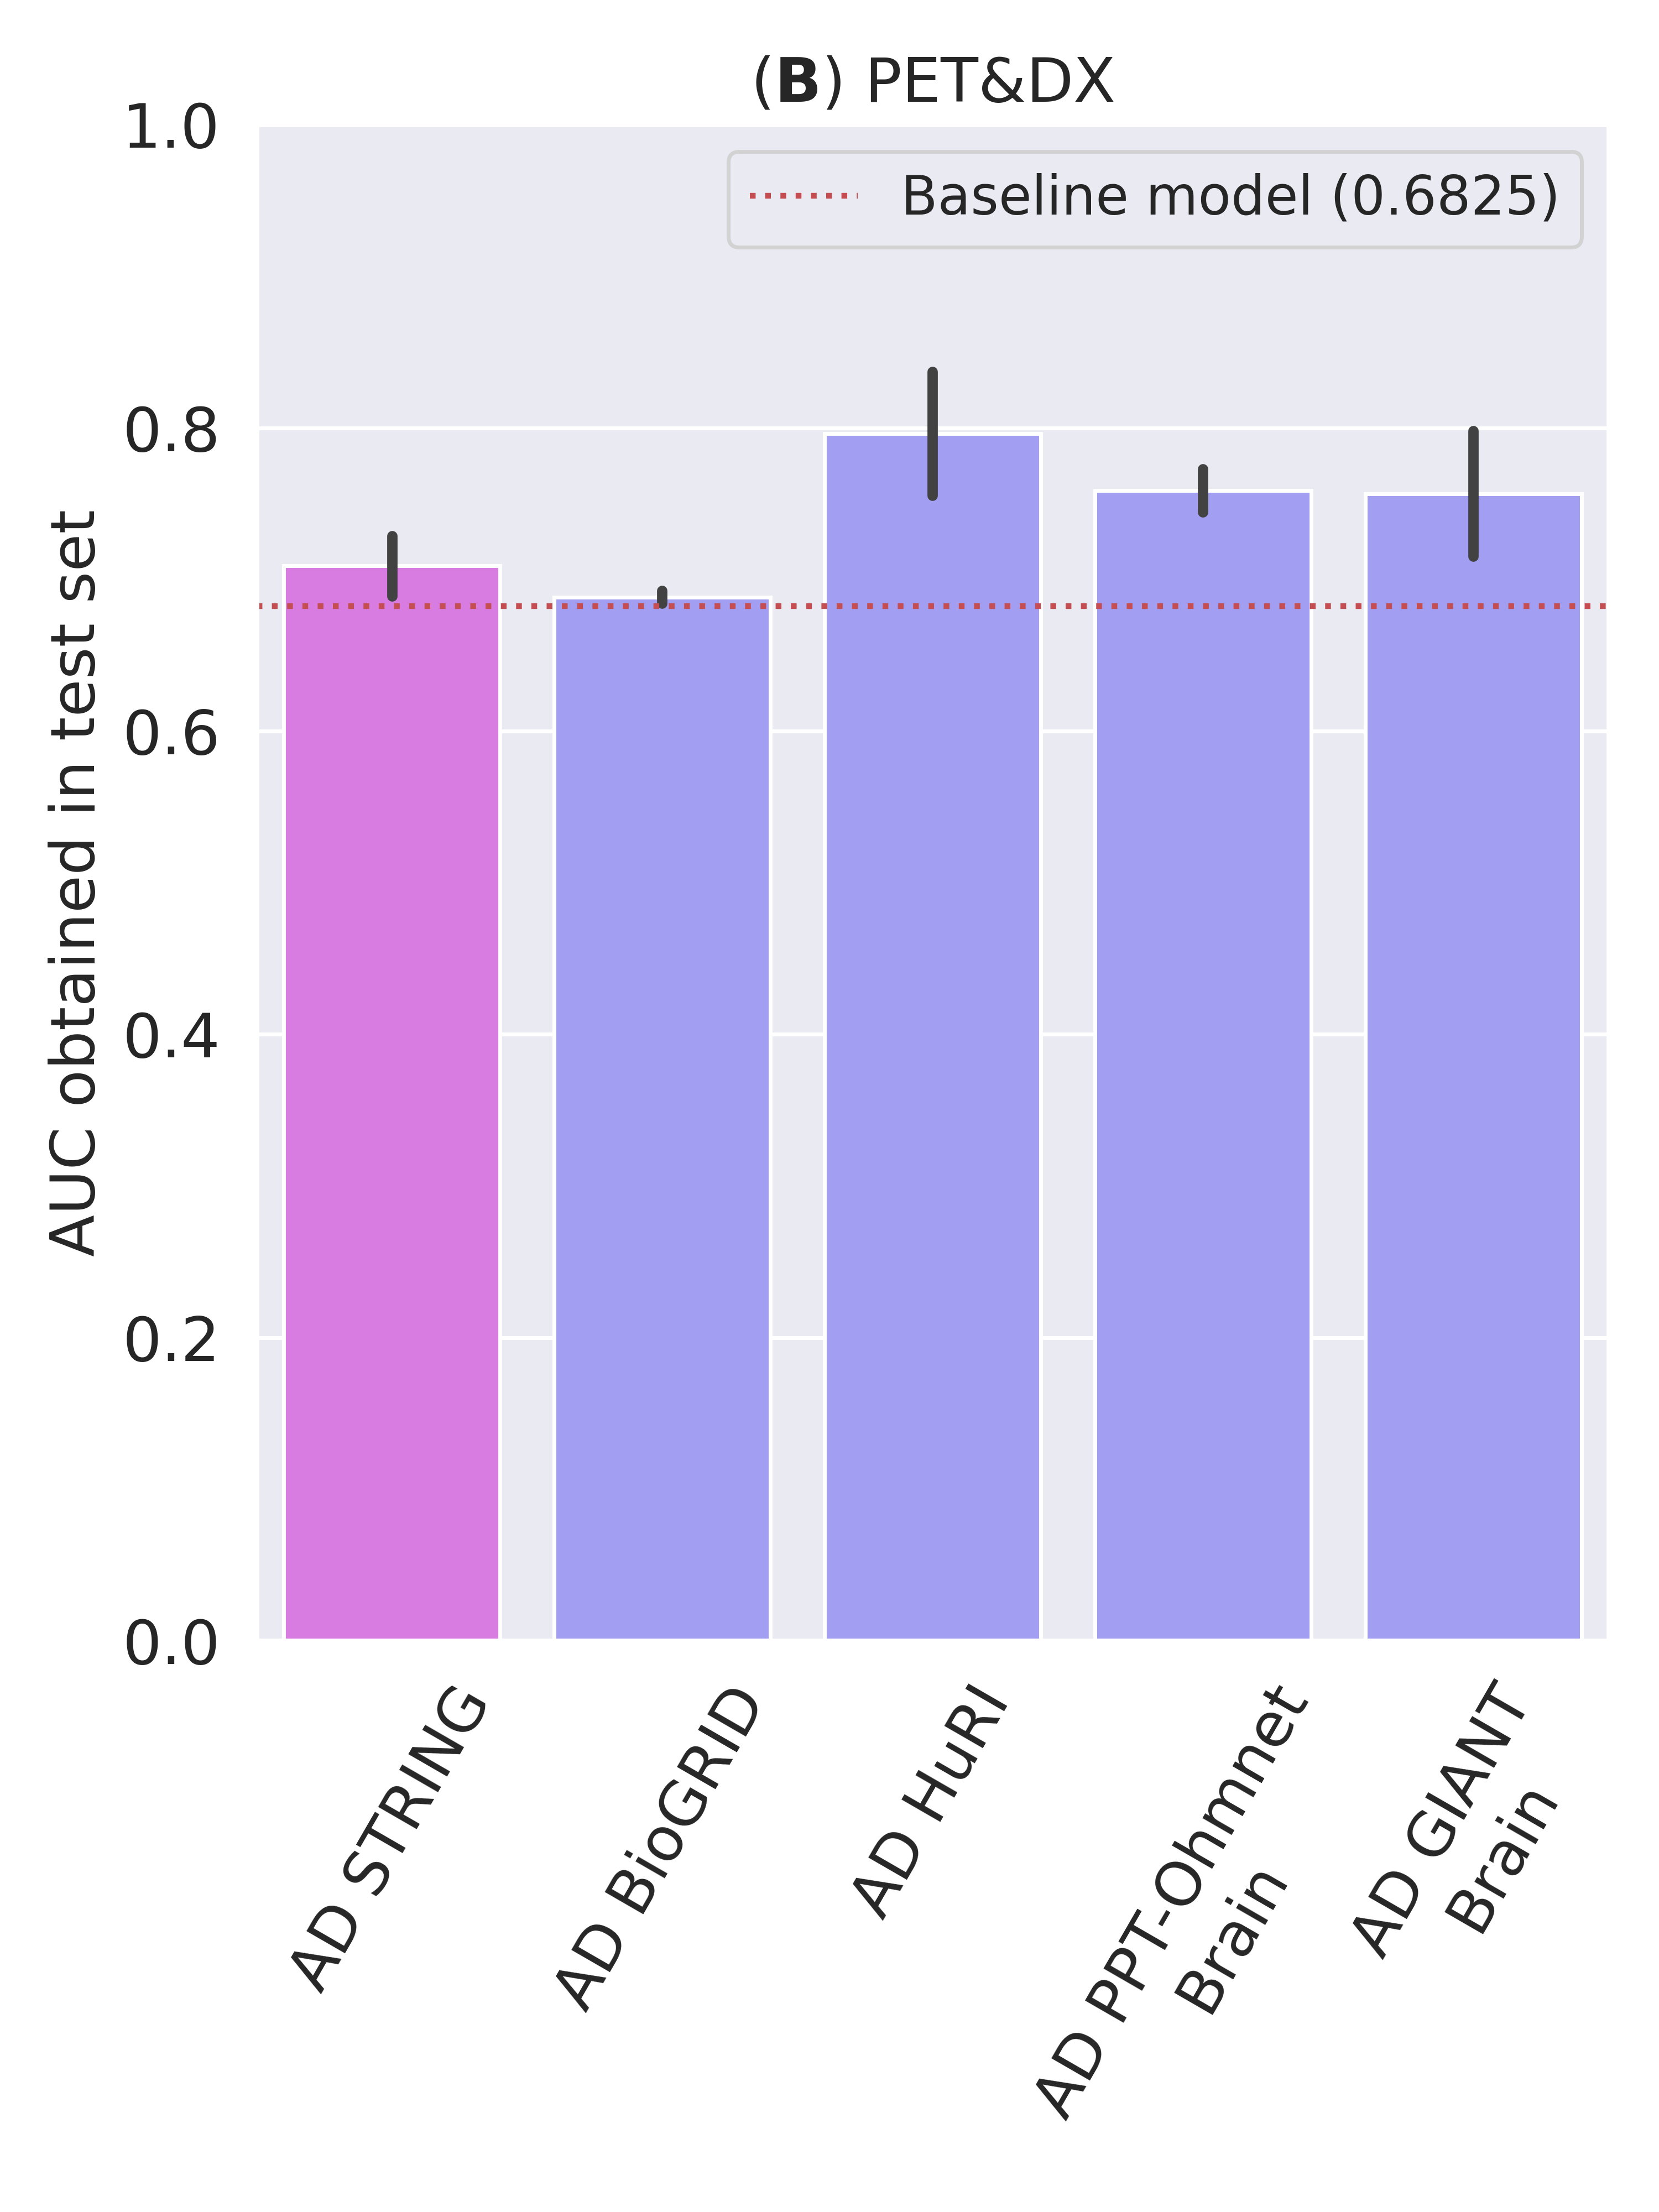 (B) PET&DX
1.0
Baseline model (0.6825)
0.8
0.6
0.4
0.2
0.0
AUC obtained in test set
AD STRING
AD BioGRID
AD HuRI
AD PPT-Ohmnet
Brain
AD GIANT
Brain